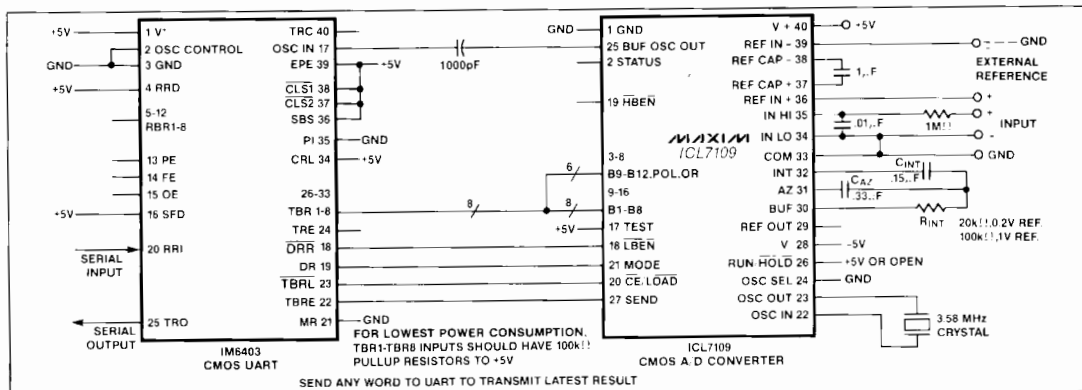 +5V
1 V+
2 OSC CONTROL
GND
3 GND
+5V
4 RRD
5-12
RBR1-8
13 PE
14 FE
15 OE
+5V
16 SFD
20 RRI
SERIAL
INPUT
25 TRO
SERIAL
OUTPUT
TRC 40
OSC IN 17
EPE 39
+5V
CLS1 38
CLS2 37
SBS 36
PI 35
GND
CRL 34
+5V
26-33
TBR 1-8
TRE 24
DRR 18
DR 19
TBRL 23
TBRE 22
MR 21
GND
IM6403
CMOS UART
1000pF
8
6
8
FOR LOWEST POWER CONSUMPTION,
TBR1-TBR8 INPUTS SHOULD HAVE 100k!!
PULLUP RESISTORS TO +5V
SEND ANY WORD TO UART TO TRANSMIT LATEST RESULT
GND
1 GND
25 BUF OSC OUT
2 STATUS
19 HBEN
MAXIM
ICL7109
3-8
B9-B12,POL,OR
9-16
B1-B8
+5V
17 TEST
18 LBEN
21 MODE
20 CE/LOAD
27 SEND
V + 40
+5V
REF IN - 39
GND
REF CAP - 38
EXTERNAL
REFERENCE
1,.F
REF CAP + 37
REF IN + 36
+
IN HI 35
+
.01,.F
1M!!
INPUT
IN LO 34
-
COM 33
GND
INT 32
CINT
.15,.F
AZ 31
CAZ
.33,.F
BUF 30
RINT
20k!!,0.2V REF.
100k!!,1V REF.
REF OUT 29
V 28
-5V
RUN/HOLD 26
+5V OR OPEN
OSC SEL 24
GND
OSC OUT 23
OSC IN 22
3.58 MHz
CRYSTAL
ICL7109
CMOS A/D CONVERTER